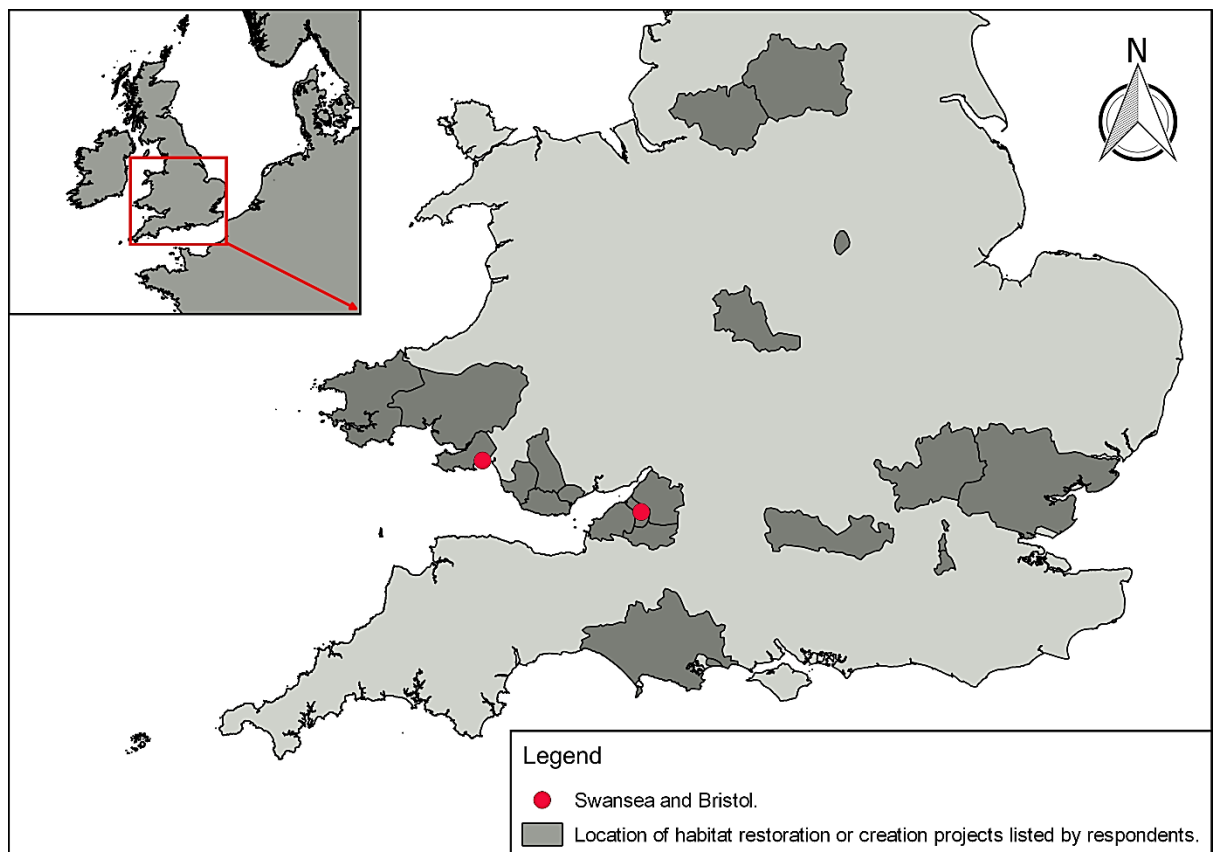 N
Legend
Swansea and Bristol.
Location of habitat restoration or creation projects listed by respondents.